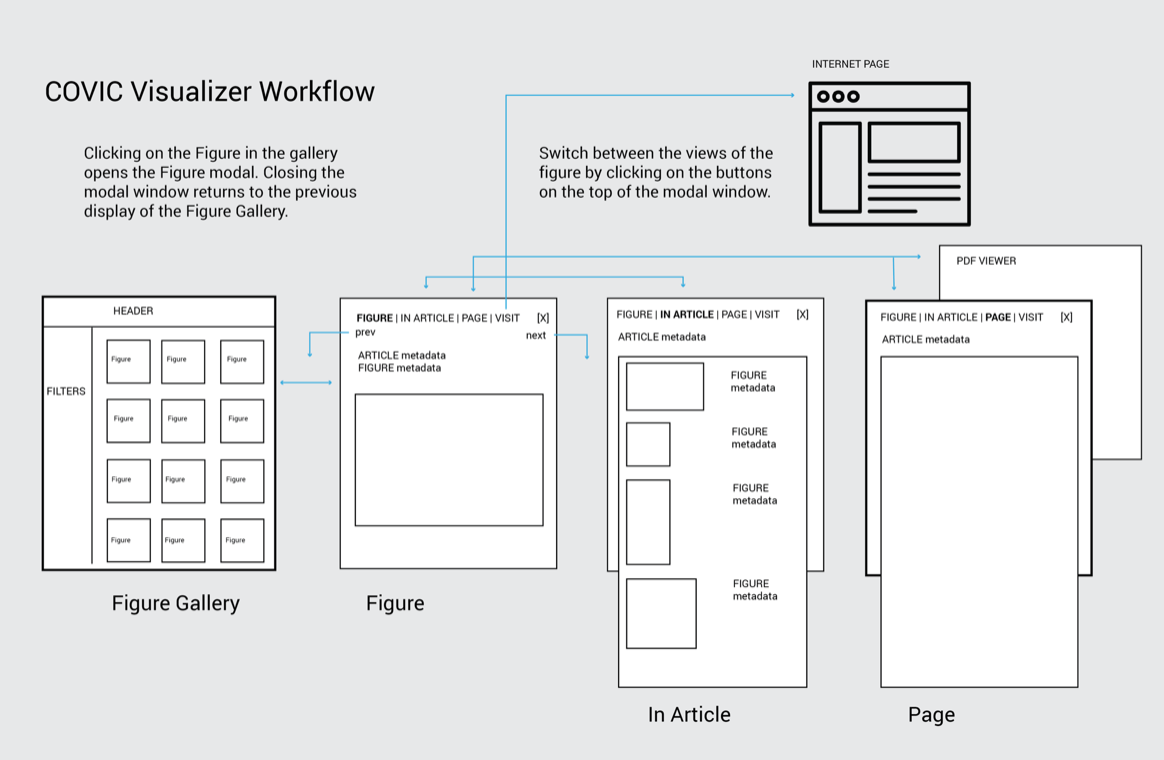 COVIC Visualizer Workflow
Clicking on the Figure in the gallery
opens the Figure modal. Closing the
modal window returns to the previous
display of the Figure Gallery.
Switch between the views of the
figure by clicking on the buttons
on the top of the modal window.
INTERNET PAGE
HEADER
FILTERS
Figure Figure Figure
Figure Figure Figure
Figure Figure Figure
Figure Figure Figure
Figure Gallery
FIGURE | IN ARTICLE | PAGE | VISIT [X]
prev next
ARTICLE metadata
FIGURE metadata
Figure
FIGURE | IN ARTICLE | PAGE | VISIT [X]
ARTICLE metadata
FIGURE
metadata
FIGURE
metadata
FIGURE
metadata
FIGURE
metadata
In Article
PDF VIEWER
FIGURE | IN ARTICLE | PAGE | VISIT [X]
ARTICLE metadata
Page